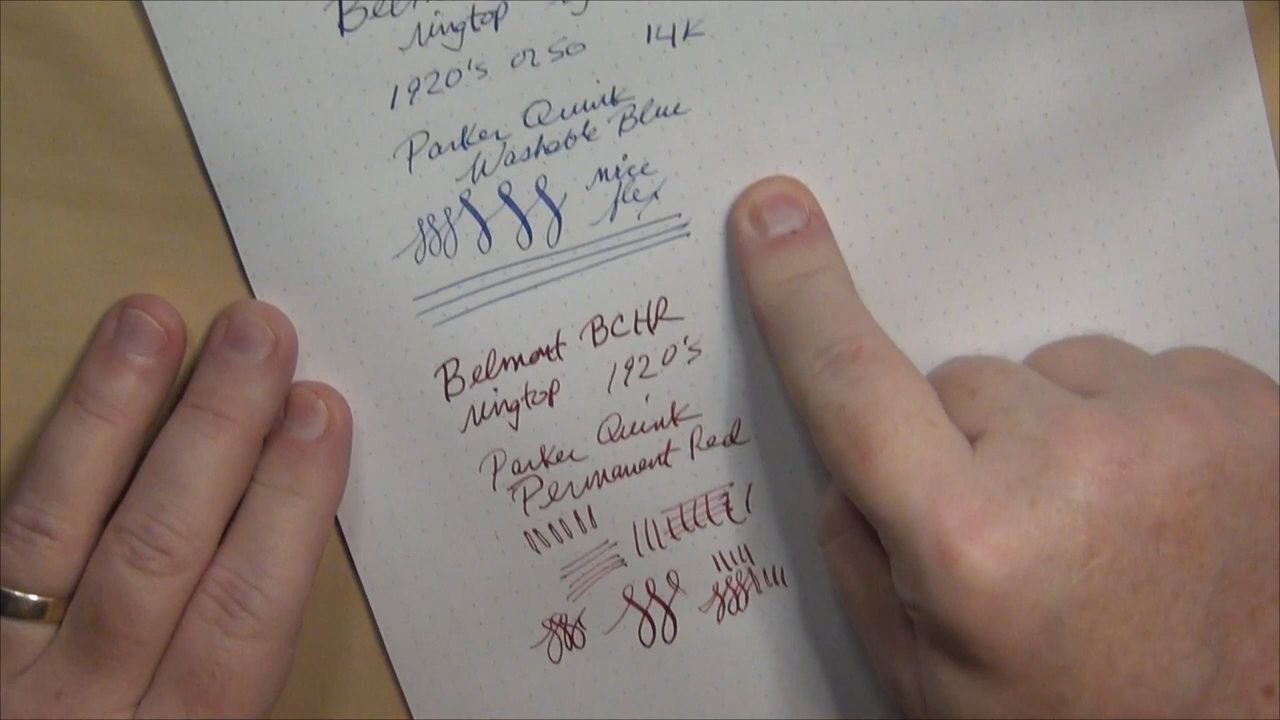 ringtop
1920's or so 14K
Parker Quink
Washable Blue
nice
flex
Belmont BCHR
ringtop 1920's
Parker Quink
Permanent Red